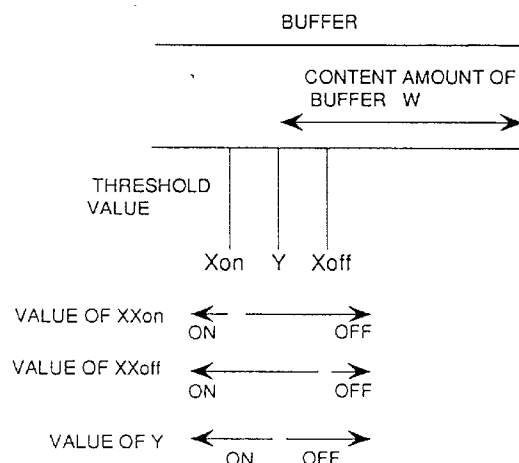 BUFFER
CONTENT AMOUNT OF
BUFFER W
THRESHOLD
VALUE
Xon Y Xoff
VALUE OF XXon
ON OFF
VALUE OF XXoff
ON OFF
VALUE OF Y
ON OFF